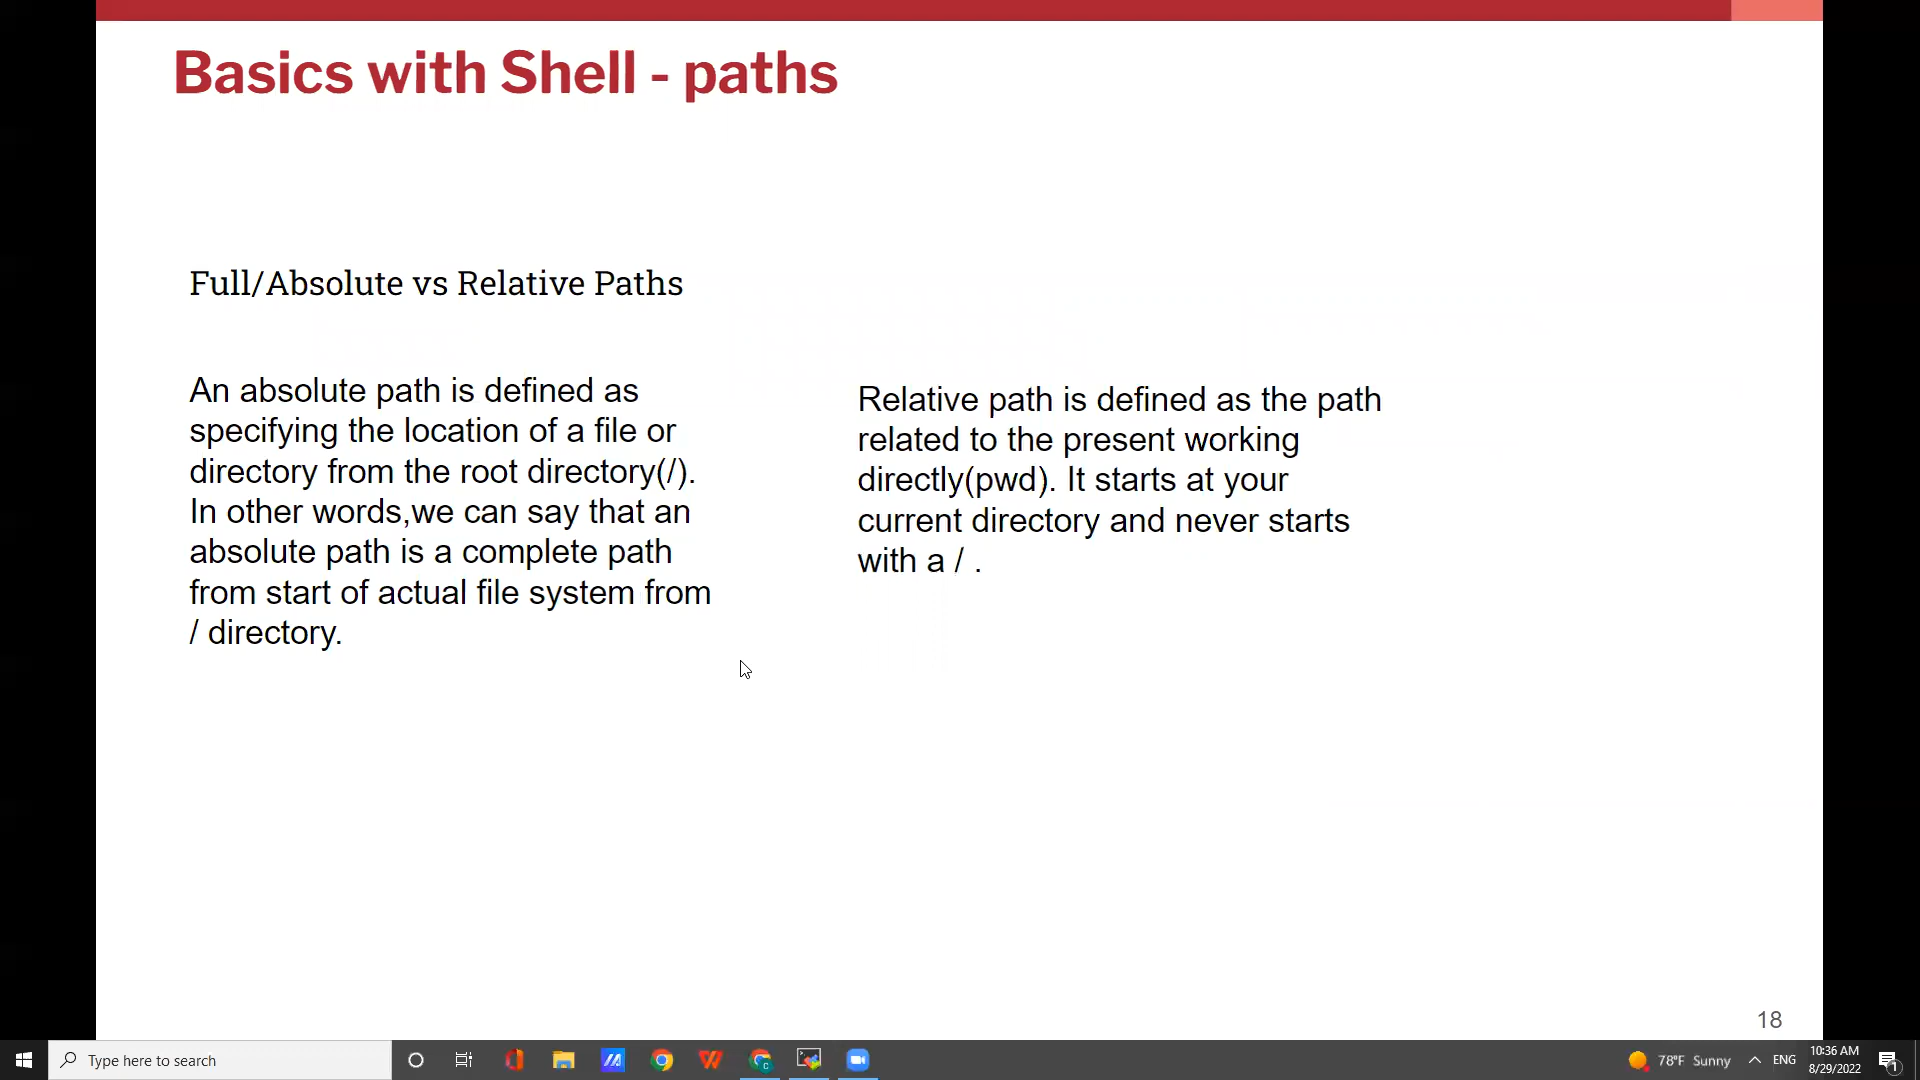 Basics with Shell - paths
Full/Absolute vs Relative Paths
An absolute path is defined as
specifying the location of a file or
directory from the root directory(/).
In other words,we can say that an
absolute path is a complete path
from start of actual file system from
/ directory.
Relative path is defined as the path
related to the present working
directly(pwd). It starts at your
current directory and never starts
with a / .
18
Type here to search
78°F Sunny
ENG
10:36 AM
8/29/2022
1